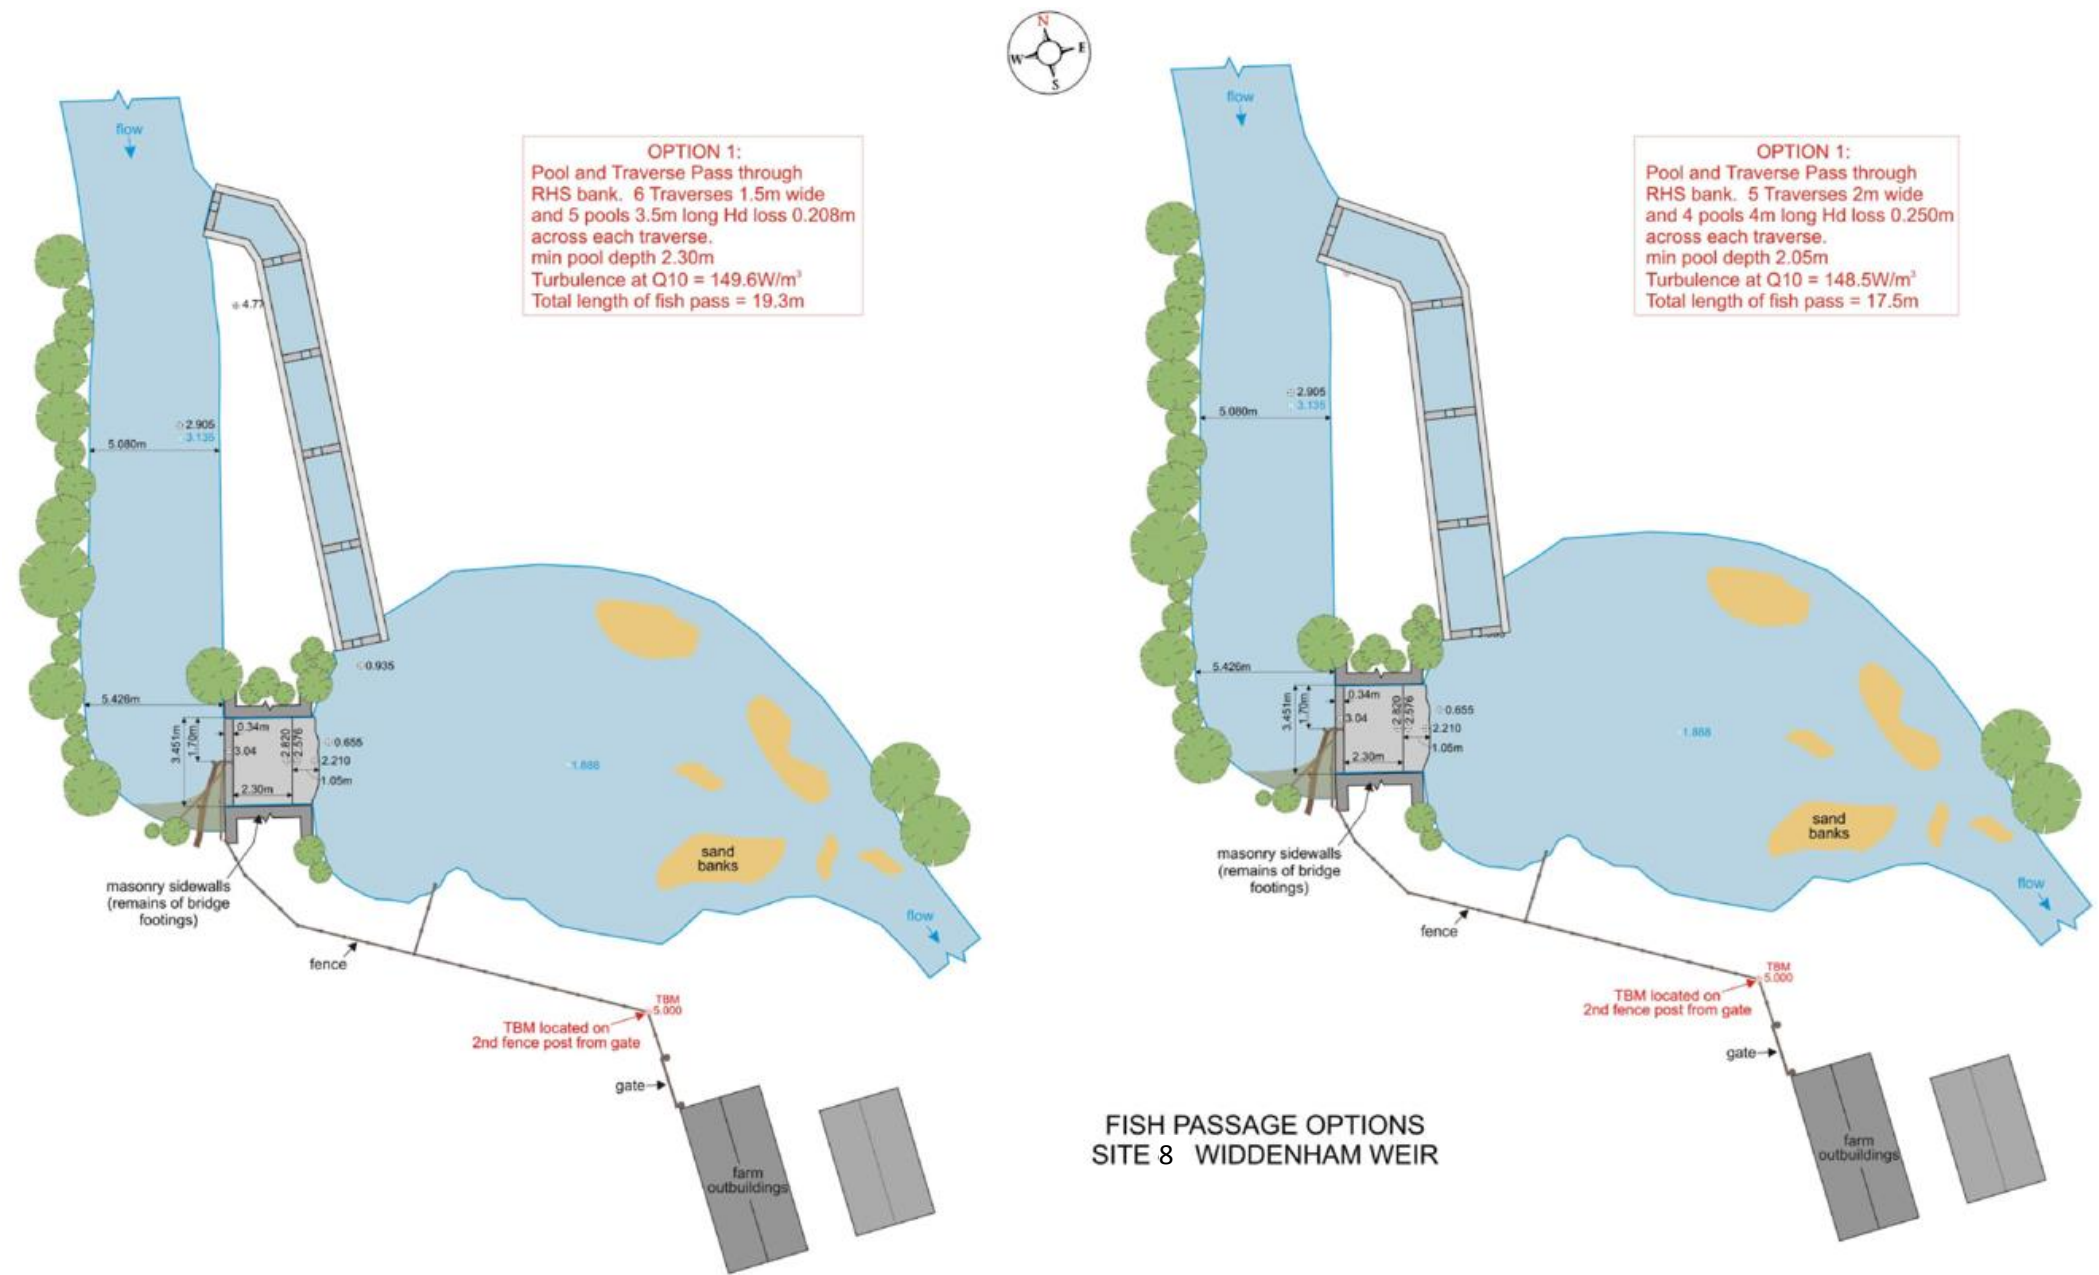 N
W
E
S
flow
OPTION 1:
Pool and Traverse Pass through
RHS bank. 6 Traverses 1.5m wide
and 5 pools 3.5m long Hd loss 0.208m
across each traverse.
min pool depth 2.30m
Turbulence at Q10 = 149.6W/m³
Total length of fish pass = 19.3m
4.77
2.905
3.135
5.080m
0.935
5.426m
3.451m
1.70m
0.34m
3.04
2.820
2.576
0.655
2.210
1.05m
2.30m
1.888
sand
banks
masonry sidewalls
(remains of bridge
footings)
flow
fence
TBM
5.000
TBM located on
2nd fence post from gate
gate
farm
outbuildings
flow
OPTION 1:
Pool and Traverse Pass through
RHS bank. 5 Traverses 2m wide
and 4 pools 4m long Hd loss 0.250m
across each traverse.
min pool depth 2.05m
Turbulence at Q10 = 148.5W/m³
Total length of fish pass = 17.5m
2.905
3.135
5.080m
5.426m
3.451m
1.70m
0.34m
3.04
2.820
2.576
0.655
2.210
1.05m
2.30m
1.888
sand
banks
masonry sidewalls
(remains of bridge
footings)
flow
fence
TBM
5.000
TBM located on
2nd fence post from gate
gate
farm
outbuildings
FISH PASSAGE OPTIONS
SITE 8 WIDDENHAM WEIR